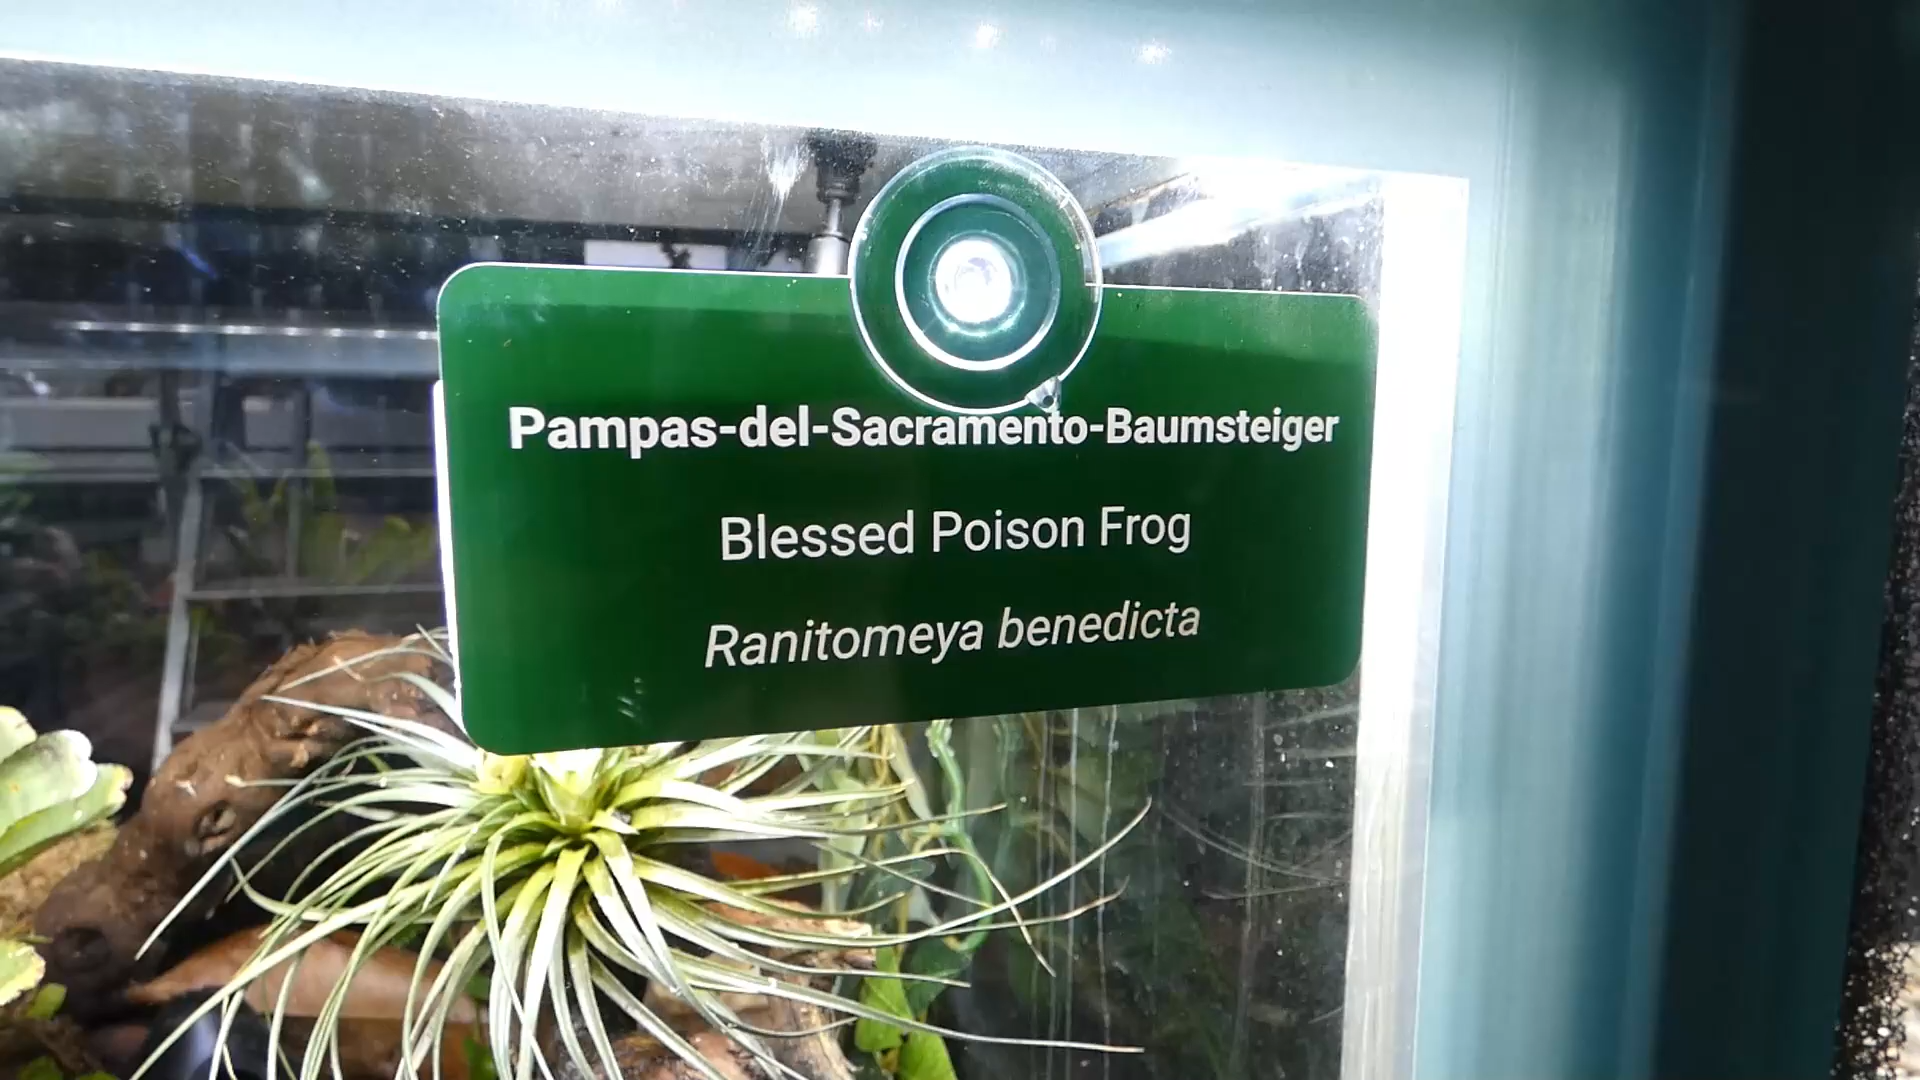 Pampas-del-Sacramento-Baumsteiger
Blessed Poison Frog
Ranitomeya benedicta